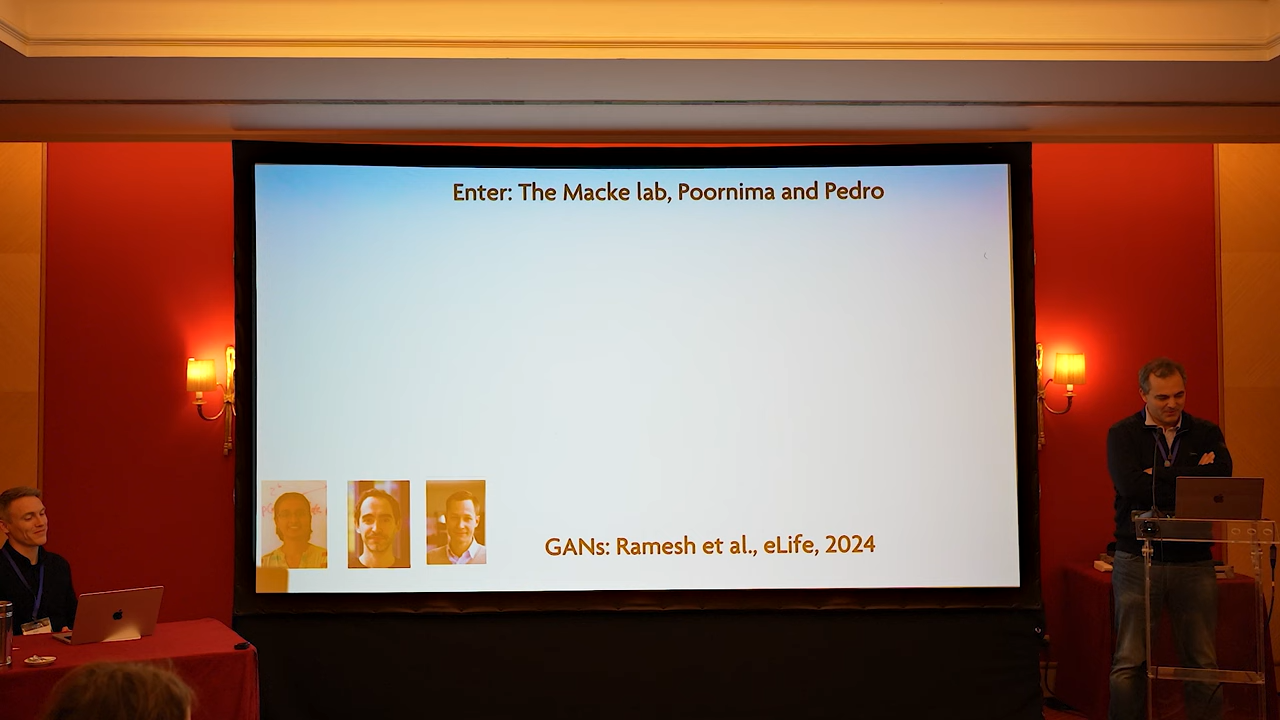 Enter: The Macke lab, Poornima and Pedro
GANs: Ramesh et al., eLife, 2024